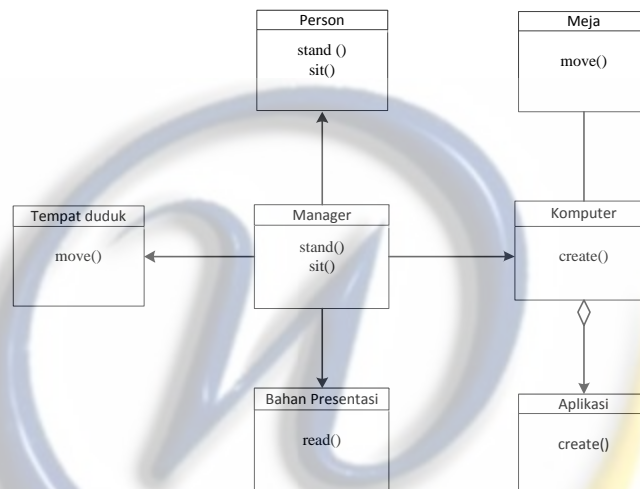 Person
stand ()
sit()
Meja
move()
Tempat duduk
move()
Manager
stand()
sit()
Komputer
create()
Bahan Presentasi
read()
Aplikasi
create()